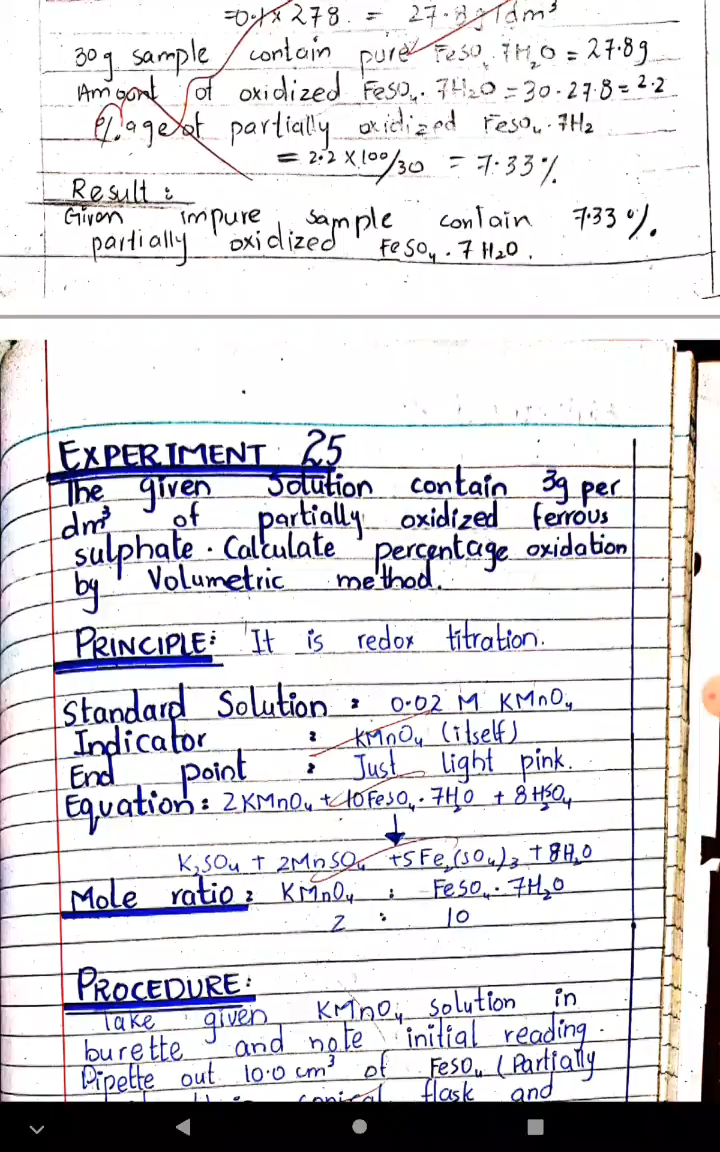 =0.1 x 278 = 27.8g/dm³
30 g sample contain pure FeSO₄ 7H₂O = 27.8g
Amount of oxidized FeSO₄. 7H₂O = 30-27.8 = 2.2
%age of partially oxidized FeSO₄. 7H₂
= 2.2 X 100/30 = 7.33%
Result:
Given impure sample contain 7.33%.
partially oxidized FeSO₄. 7H₂O.
EXPERIMENT 25
The given Solution contain 3g per
dm³ of partially oxidized ferrous
sulphate. Calculate percentage oxidation
by Volumetric method.
PRINCIPLE: It is redox titration.
Standard Solution : 0.02 M KMnO₄
Indicator : KMnO₄ (itself)
End point : Just light pink.
Equation: 2KMnO₄ + 10FeSO₄. 7H₂O + 8H₂SO₄
↓
K₂SO₄ + 2MnSO₄ +5Fe₂(SO₄)₃ + 8H₂O
Mole ratio: KMnO₄ : FeSO₄. 7H₂O
2 : 10
PROCEDURE:
Take given KMnO₄ solution in
burette and note initial reading.
Pipette out 10.0 cm³ of FeSO₄ (Partially
conical flask and